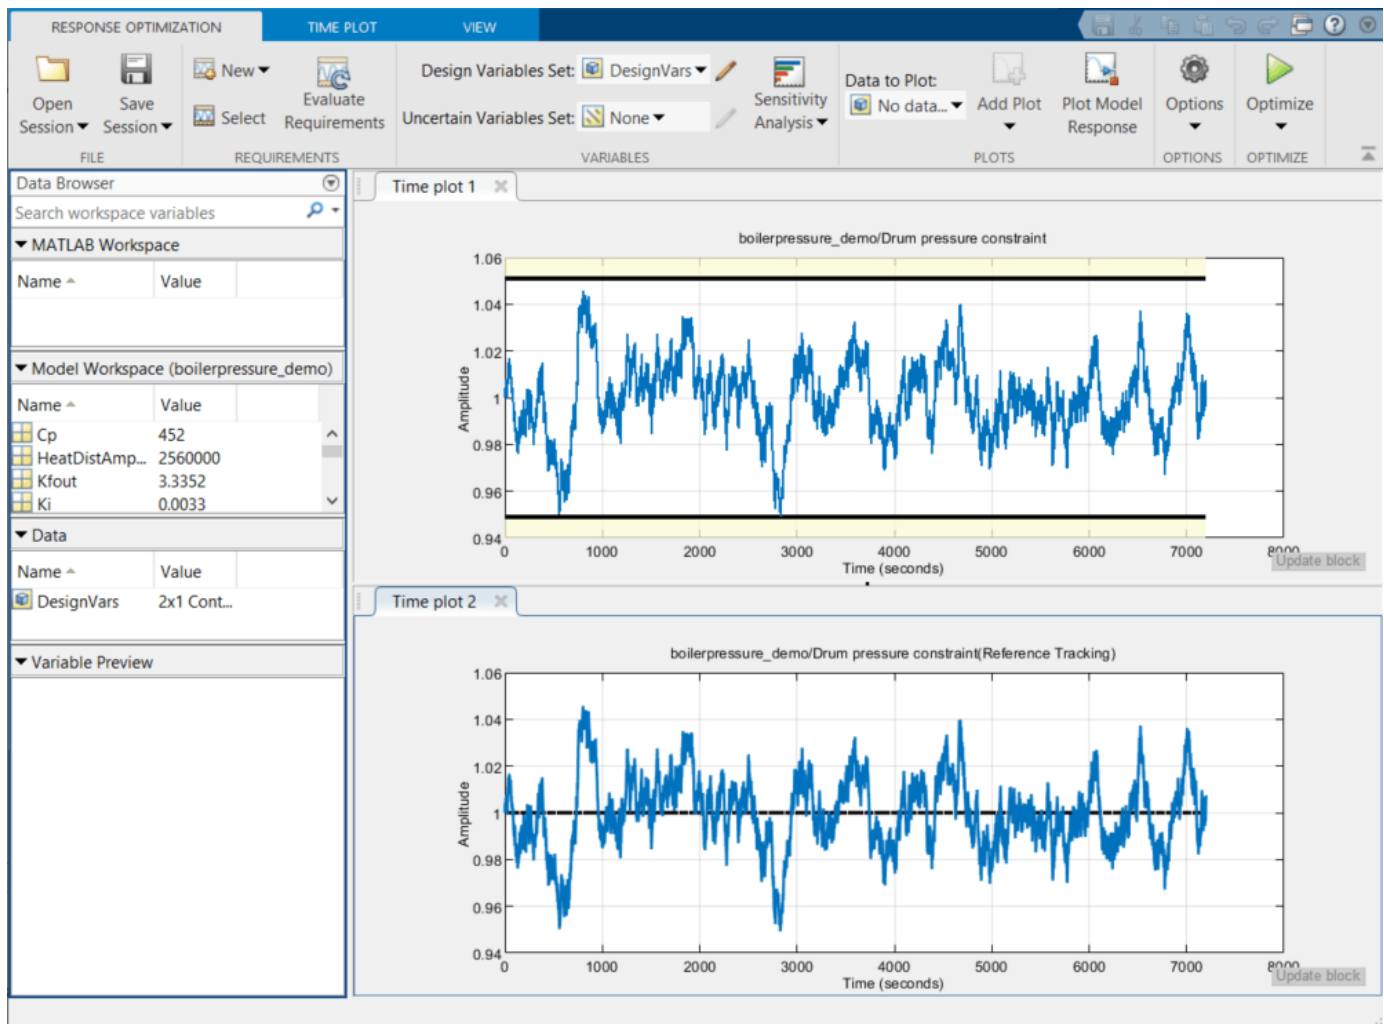 RESPONSE OPTIMIZATION TIME PLOT VIEW
Open Session
Save Session
New
Select
Evaluate Requirements
Design Variables Set: DesignVars
Uncertain Variables Set: None
Sensitivity Analysis
Data to Plot:
No data...
Add Plot
Plot Model Response
Options
Optimize
FILE REQUIREMENTS VARIABLES PLOTS OPTIONS OPTIMIZE
Data Browser
Search workspace variables
MATLAB Workspace
Name Value
Model Workspace (boilerpressure_demo)
Name Value
Cp 452
HeatDistAmp... 2560000
Kfout 3.3352
Ki 0.0033
Data
Name Value
DesignVars 2x1 Cont...
Variable Preview
Time plot 1
boilerpressure_demo/Drum pressure constraint
1.06
1.04
1.02
1
0.98
0.96
0.94
Amplitude
0 1000 2000 3000 4000 5000 6000 7000 8000
Time (seconds)
Update block
Time plot 2
boilerpressure_demo/Drum pressure constraint(Reference Tracking)
1.06
1.04
1.02
1
0.98
0.96
0.94
Amplitude
0 1000 2000 3000 4000 5000 6000 7000 8000
Time (seconds)
Update block